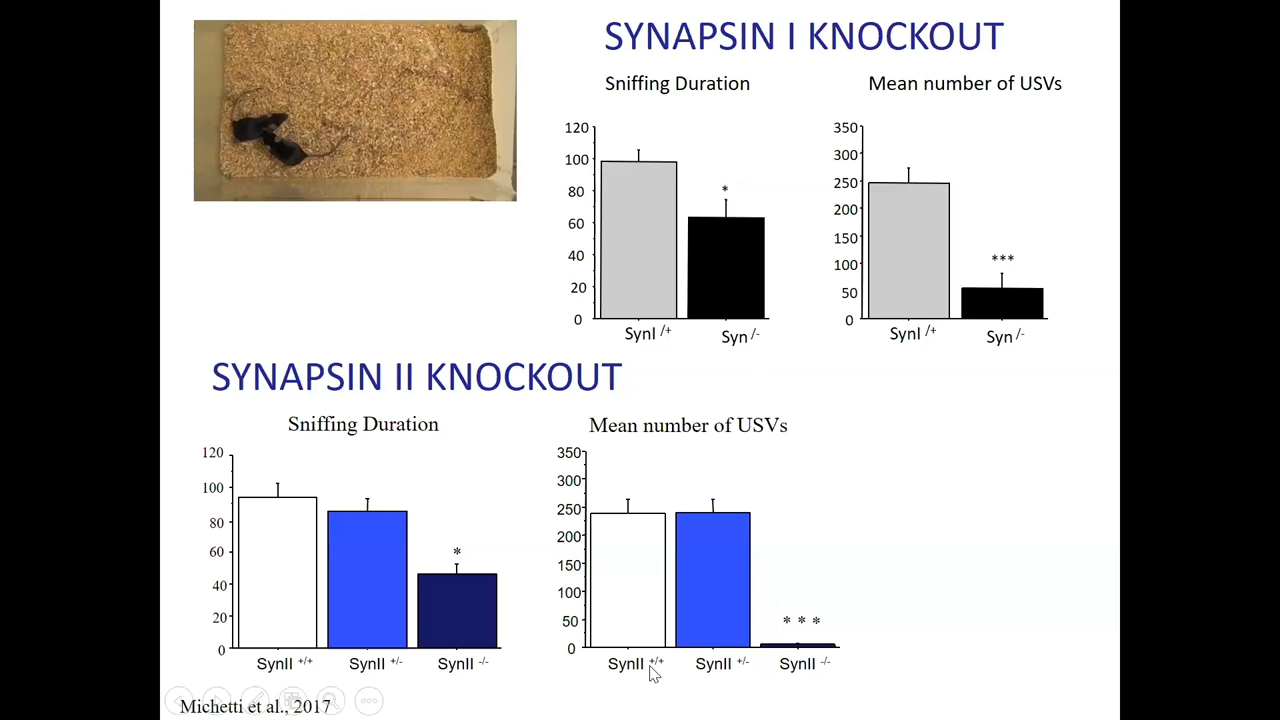 SYNAPSIN I KNOCKOUT
Sniffing Duration
Mean number of USVs
120
100
80
60
40
20
0
*
SynI /+
Syn /-
350
300
250
200
150
100
50
0
***
SynI /+
Syn /-
SYNAPSIN II KNOCKOUT
Sniffing Duration
Mean number of USVs
120
100
80
60
40
20
0
*
SynII +/+
SynII +/-
SynII -/-
350
300
250
200
150
100
50
0
* * *
SynII +/+
SynII +/-
SynII -/-
Michetti et al., 2017